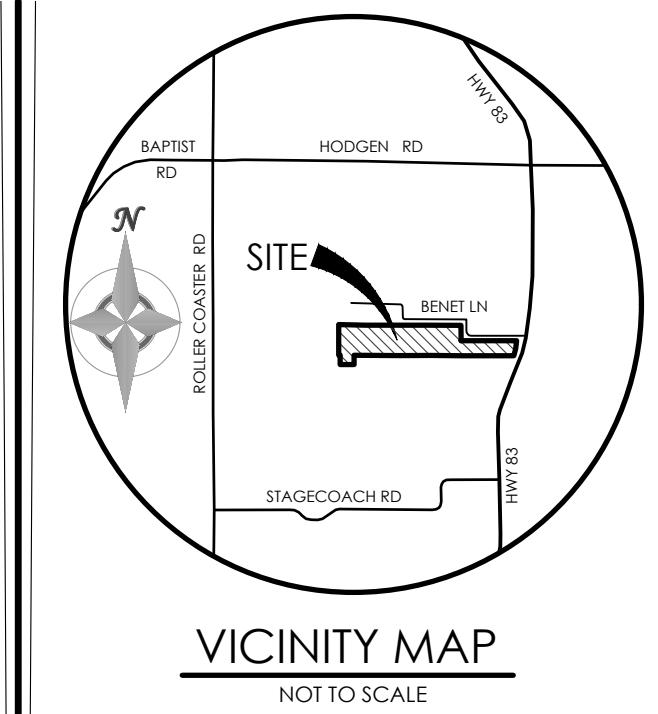 HWY 83
BAPTIST
RD
HODGEN RD
N
ROLLER COASTER RD
SITE
BENET LN
HWY 83
STAGECOACH RD
VICINITY MAP
NOT TO SCALE